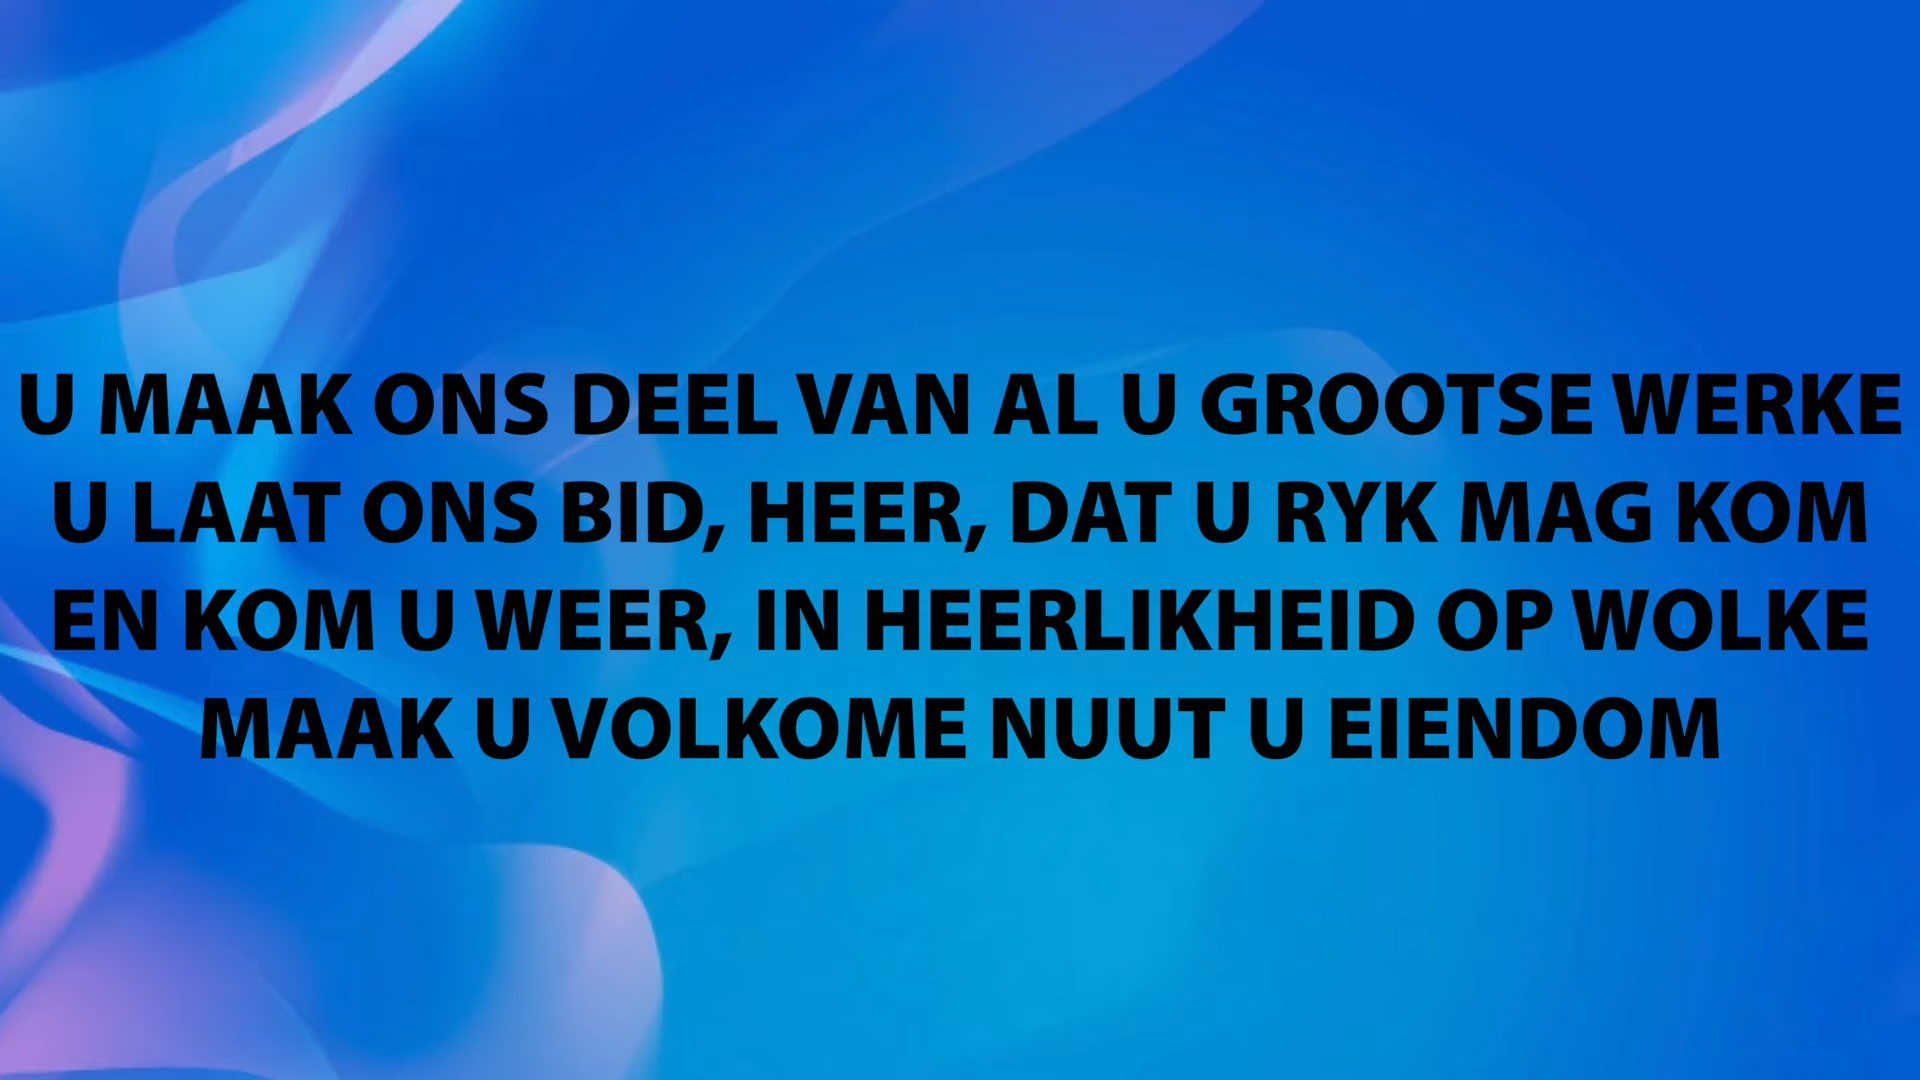 U MAAK ONS DEEL VAN AL U GROOTSE WERKE
U LAAT ONS BID, HEER, DAT U RYK MAG KOM
EN KOM U WEER, IN HEERLIKHEID OP WOLKE
MAAK U VOLKOME NUUT U EIENDOM